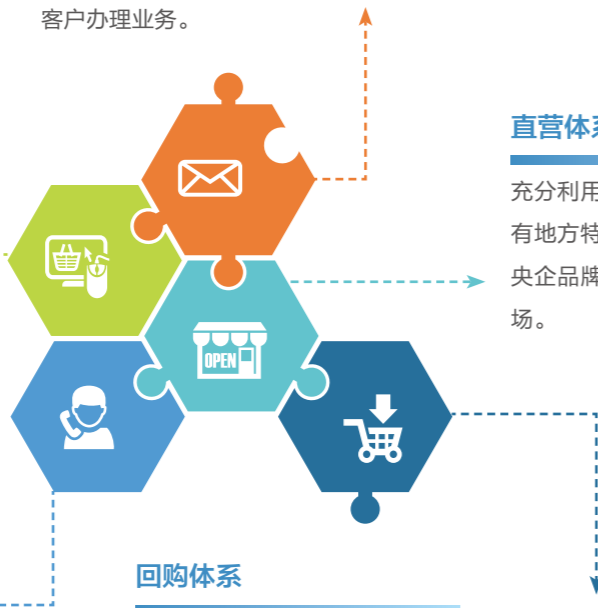 客户办理业务。
直营体系
充分利用
有地方特
央企品牌
场。
OPEN
回购体系